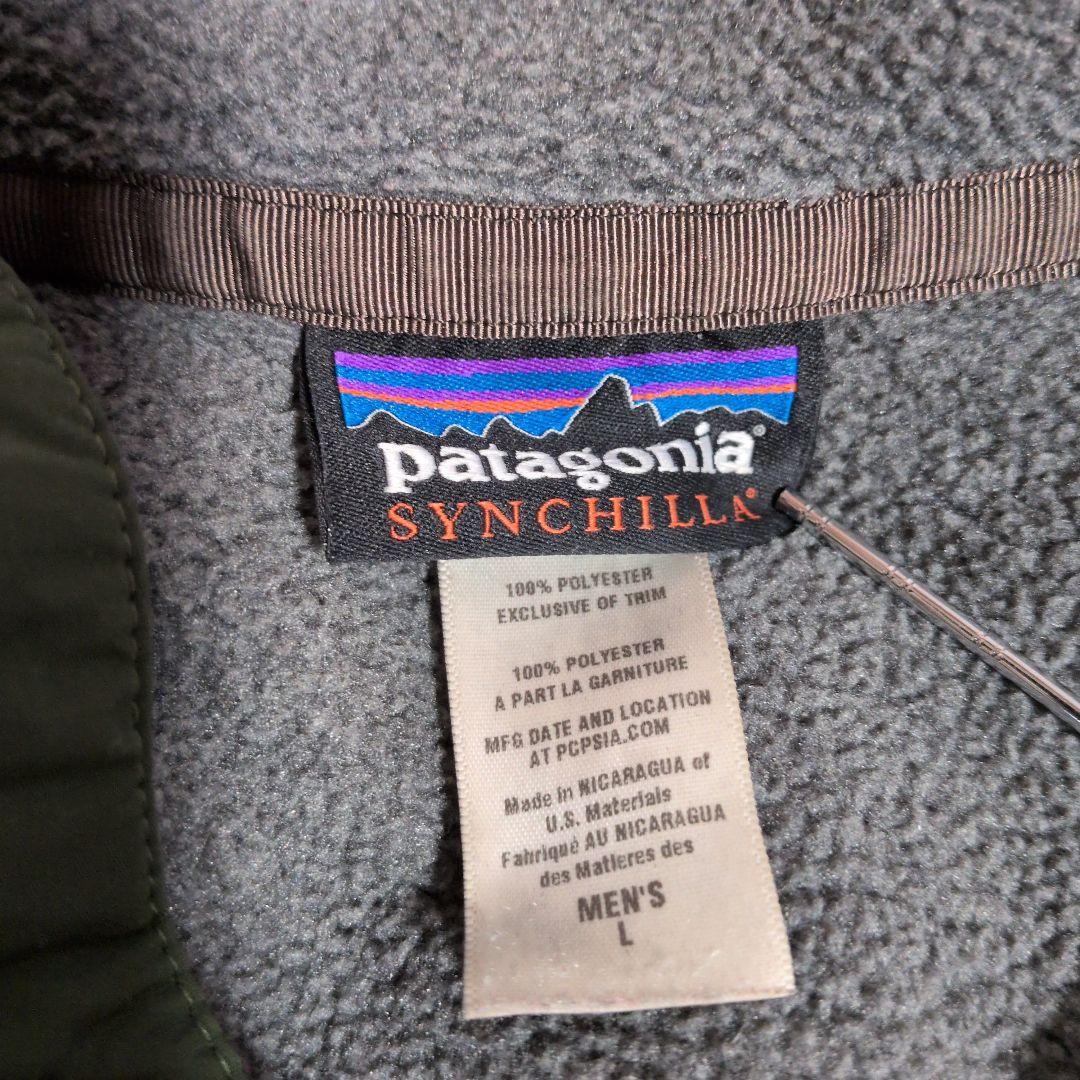 patagonia®
SYNCHILLA®
100% POLYESTER
EXCLUSIVE OF TRIM
100% POLYESTER
A PART LA GARNITURE
MFG DATE AND LOCATION
AT PCPSIA.COM
Made in NICARAGUA of
U.S. Materials
Fabriqué AU NICARAGUA
des Matieres des
MEN'S
L